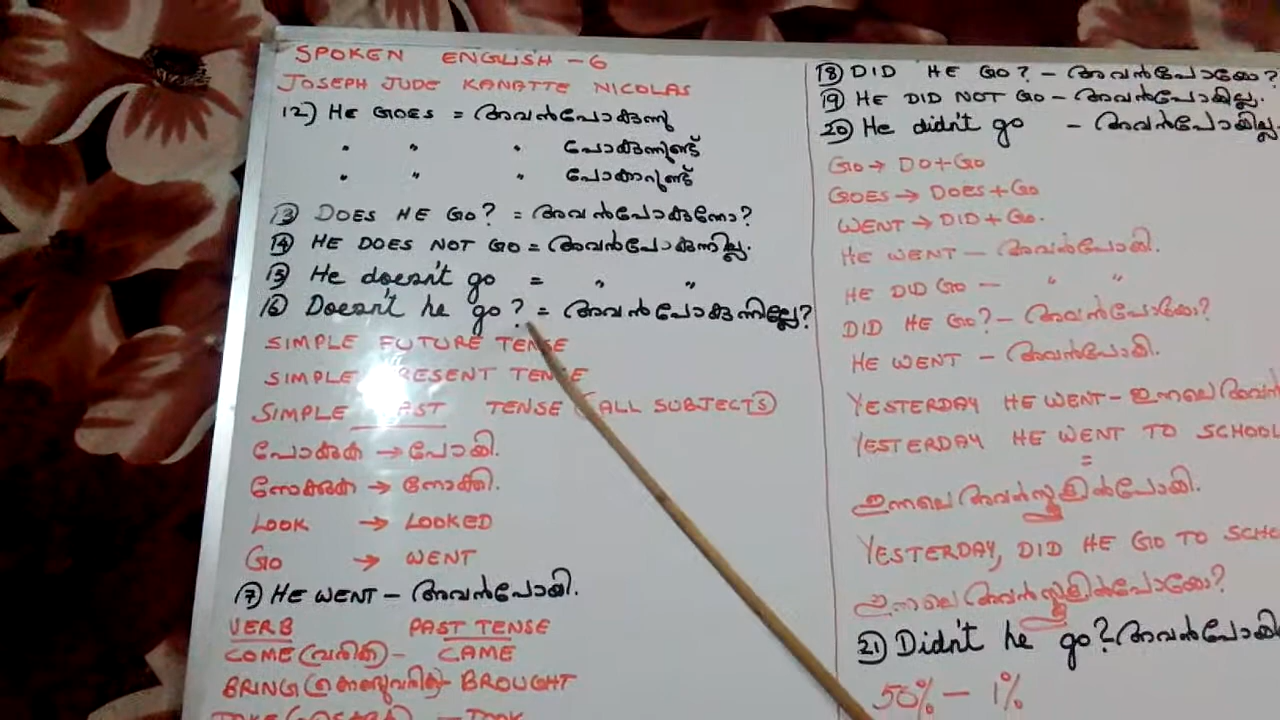 SPOKEN ENGLISH - 6
JOSEPH JUDE KANATTE NICOLAS
12) HE GOES = അവൻപോകുന്നു
" " " പോകുന്നുണ്ട്
" " " പോകാറുണ്ട്
13 DOES HE GO? = അവൻപോകുന്നോ?
14 HE DOES NOT GO = അവൻപോകുന്നില്ല.
15 He doesn't go = " "
16 Doesn't he go? = അവൻപോകുന്നില്ലേ?
SIMPLE FUTURE TENSE
SIMPLE PRESENT TENSE
SIMPLE PAST TENSE (ALL SUBJECTS)
പോകുക → പോയി.
നോക്കുക → നോക്കി.
LOOK → LOOKED
GO → WENT
17 HE WENT - അവൻപോയി.
VERB PAST TENSE
COME (വരിക) - CAME
BRING (കൊണ്ടുവരിക) - BROUGHT
18 DID HE GO? - അവൻപോയോ?
19 HE DID NOT GO - അവൻപോയില്ല.
20 He didn't go - അവൻപോയില്ല.
GO → DO + GO
GOES → DOES + GO
WENT → DID + GO.
HE WENT - അവൻപോയി.
HE DID GO - " "
DID HE GO? - അവൻപോയോ?
HE WENT - അവൻപോയി.
YESTERDAY HE WENT - ഇന്നലെ
YESTERDAY HE WENT TO SCHOOL
=
ഇന്നലെ അവൻസ്കൂളിൽപോയി.
YESTERDAY, DID HE GO TO
ഇന്നലെ അവൻസ്കൂളിൽപോയോ?
21 Didn't he go?
50% - 1%